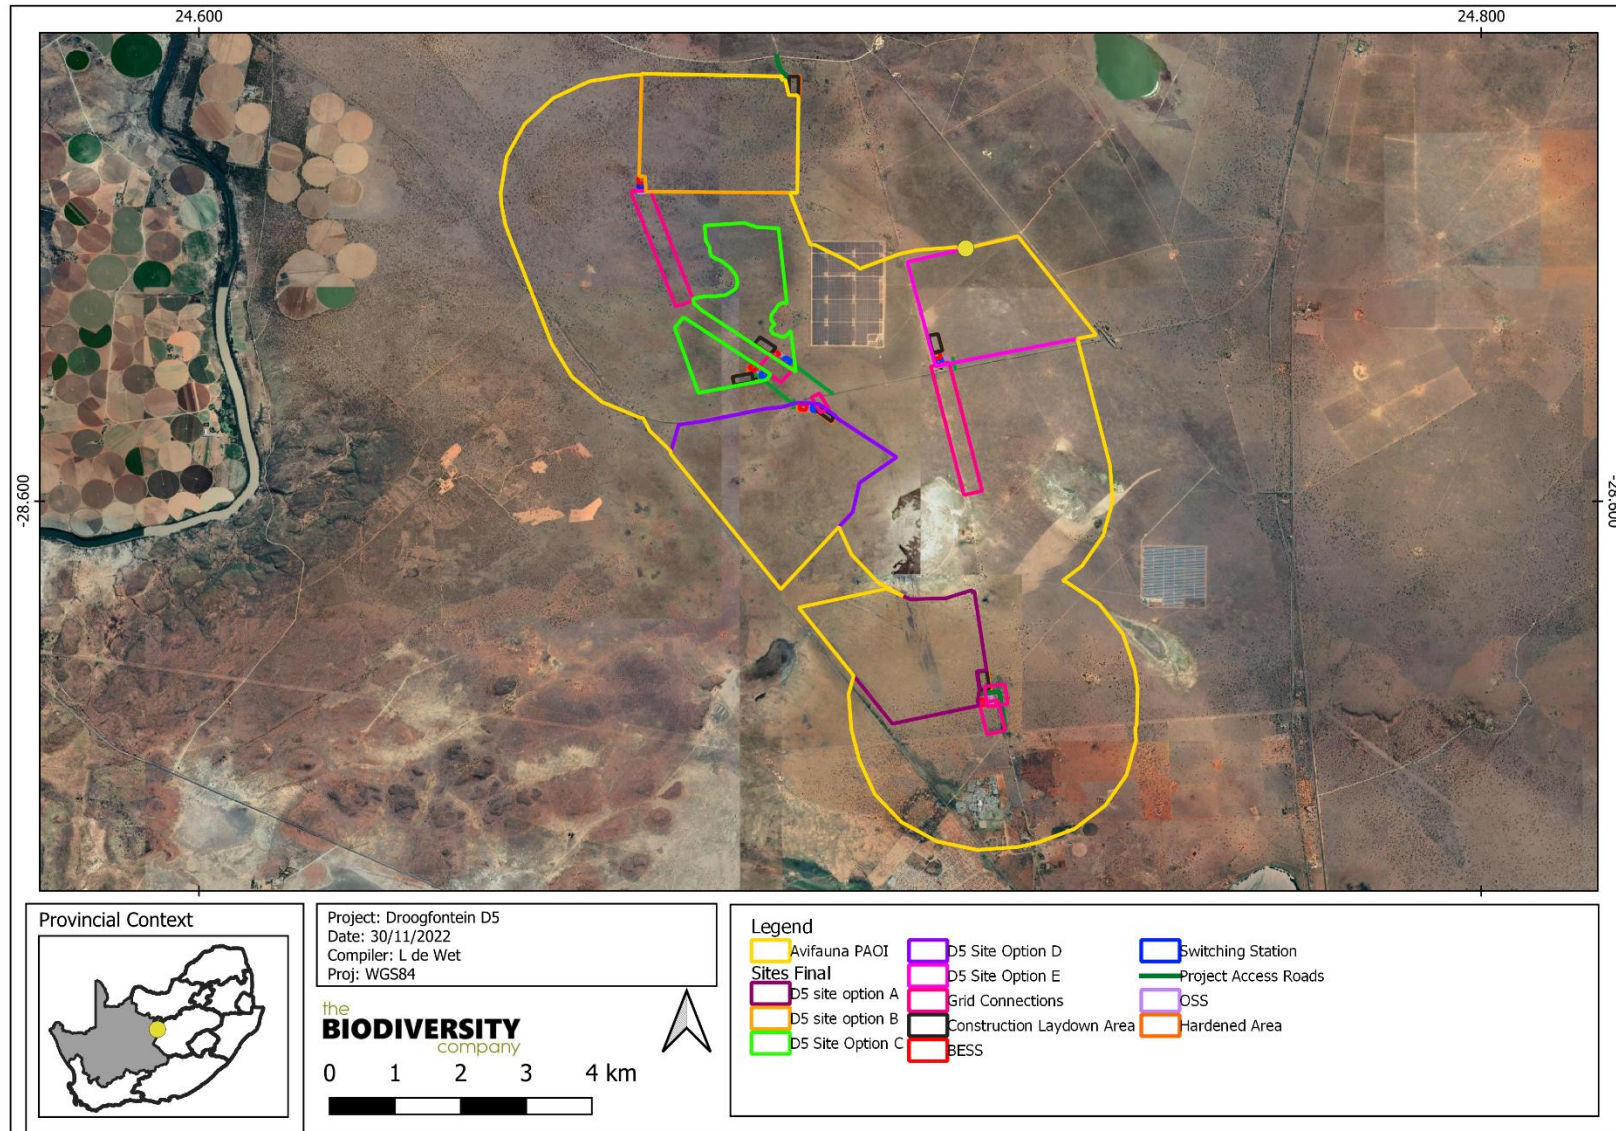 24.600
24.800
-28.600
-28.600
Provincial Context
Project: Droogfontein D5
Date: 30/11/2022
Compiler: L de Wet
Proj: WGS84
the
BIODIVERSITY
company
0 1 2 3 4 km
Legend
Avifauna PAOI
Sites Final
D5 site option A
D5 site option B
D5 Site Option C
D5 Site Option D
D5 Site Option E
Grid Connections
Construction Laydown Area
BESS
Switching Station
Project Access Roads
OSS
Hardened Area